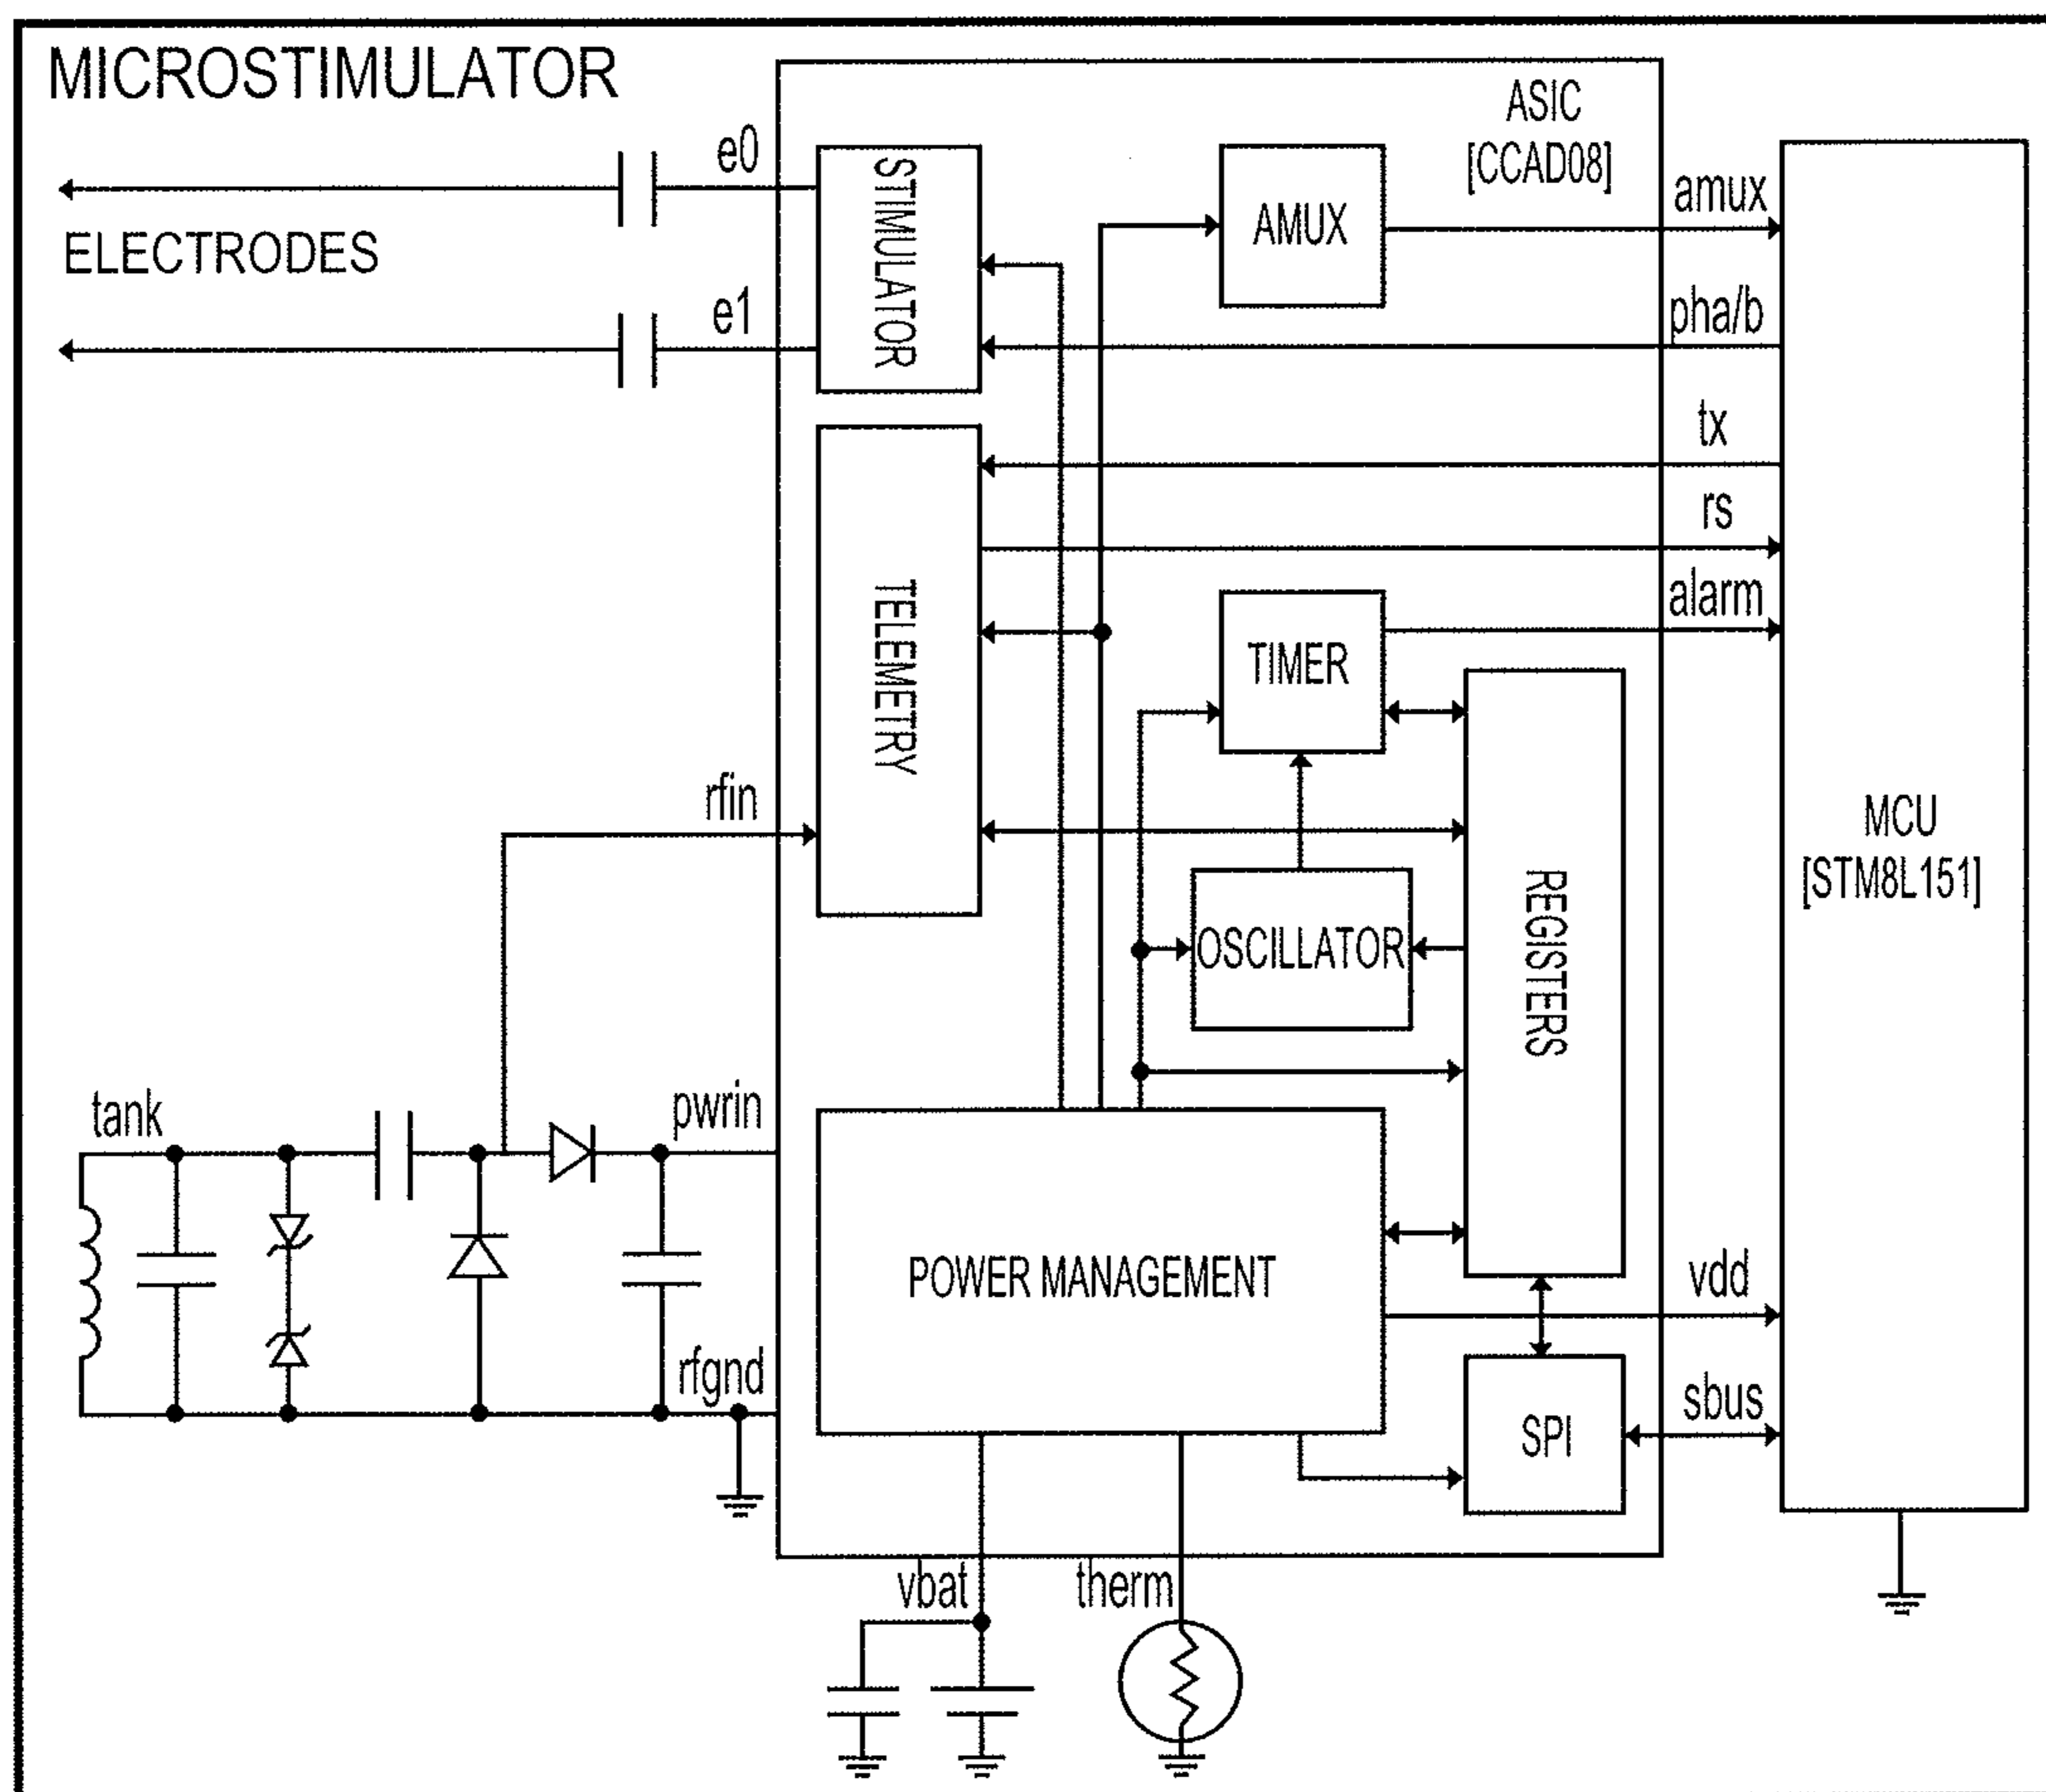 MICROSTIMULATOR
ASIC
[CCAD08]
e0
STIMULATOR
AMUX
amux
ELECTRODES
e1
pha/b
tx
rs
TELEMETRY
TIMER
alarm
rfin
MCU
[STM8L151]
OSCILLATOR
REGISTERS
tank
pwrin
POWER MANAGEMENT
vdd
rfgnd
SPI
sbus
vbat
therm